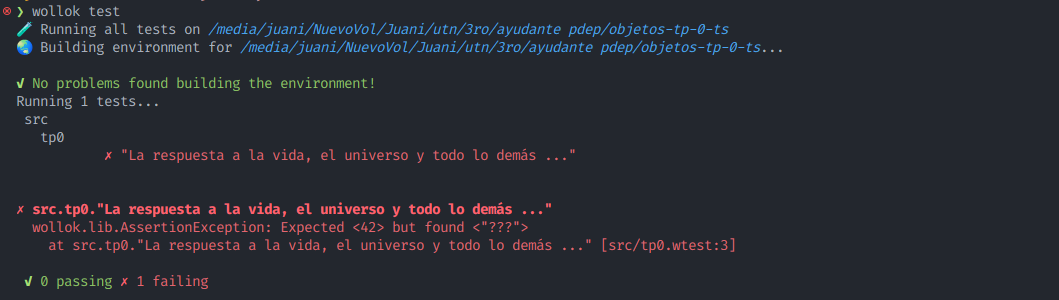 ❯ wollok test
🧪 Running all tests on /media/juani/NuevoVol/Juani/utn/3ro/ayudante pdep/objetos-tp-0-ts
🌏 Building environment for /media/juani/NuevoVol/Juani/utn/3ro/ayudante pdep/objetos-tp-0-ts...
✔ No problems found building the environment!
Running 1 tests...
src
tp0
✗ "La respuesta a la vida, el universo y todo lo demás ..."
✗ src.tp0."La respuesta a la vida, el universo y todo lo demás ..."
wollok.lib.AssertionException: Expected <42> but found <"???">
at src.tp0."La respuesta a la vida, el universo y todo lo demás ..." [src/tp0.wtest:3]
✔ 0 passing ✗ 1 failing